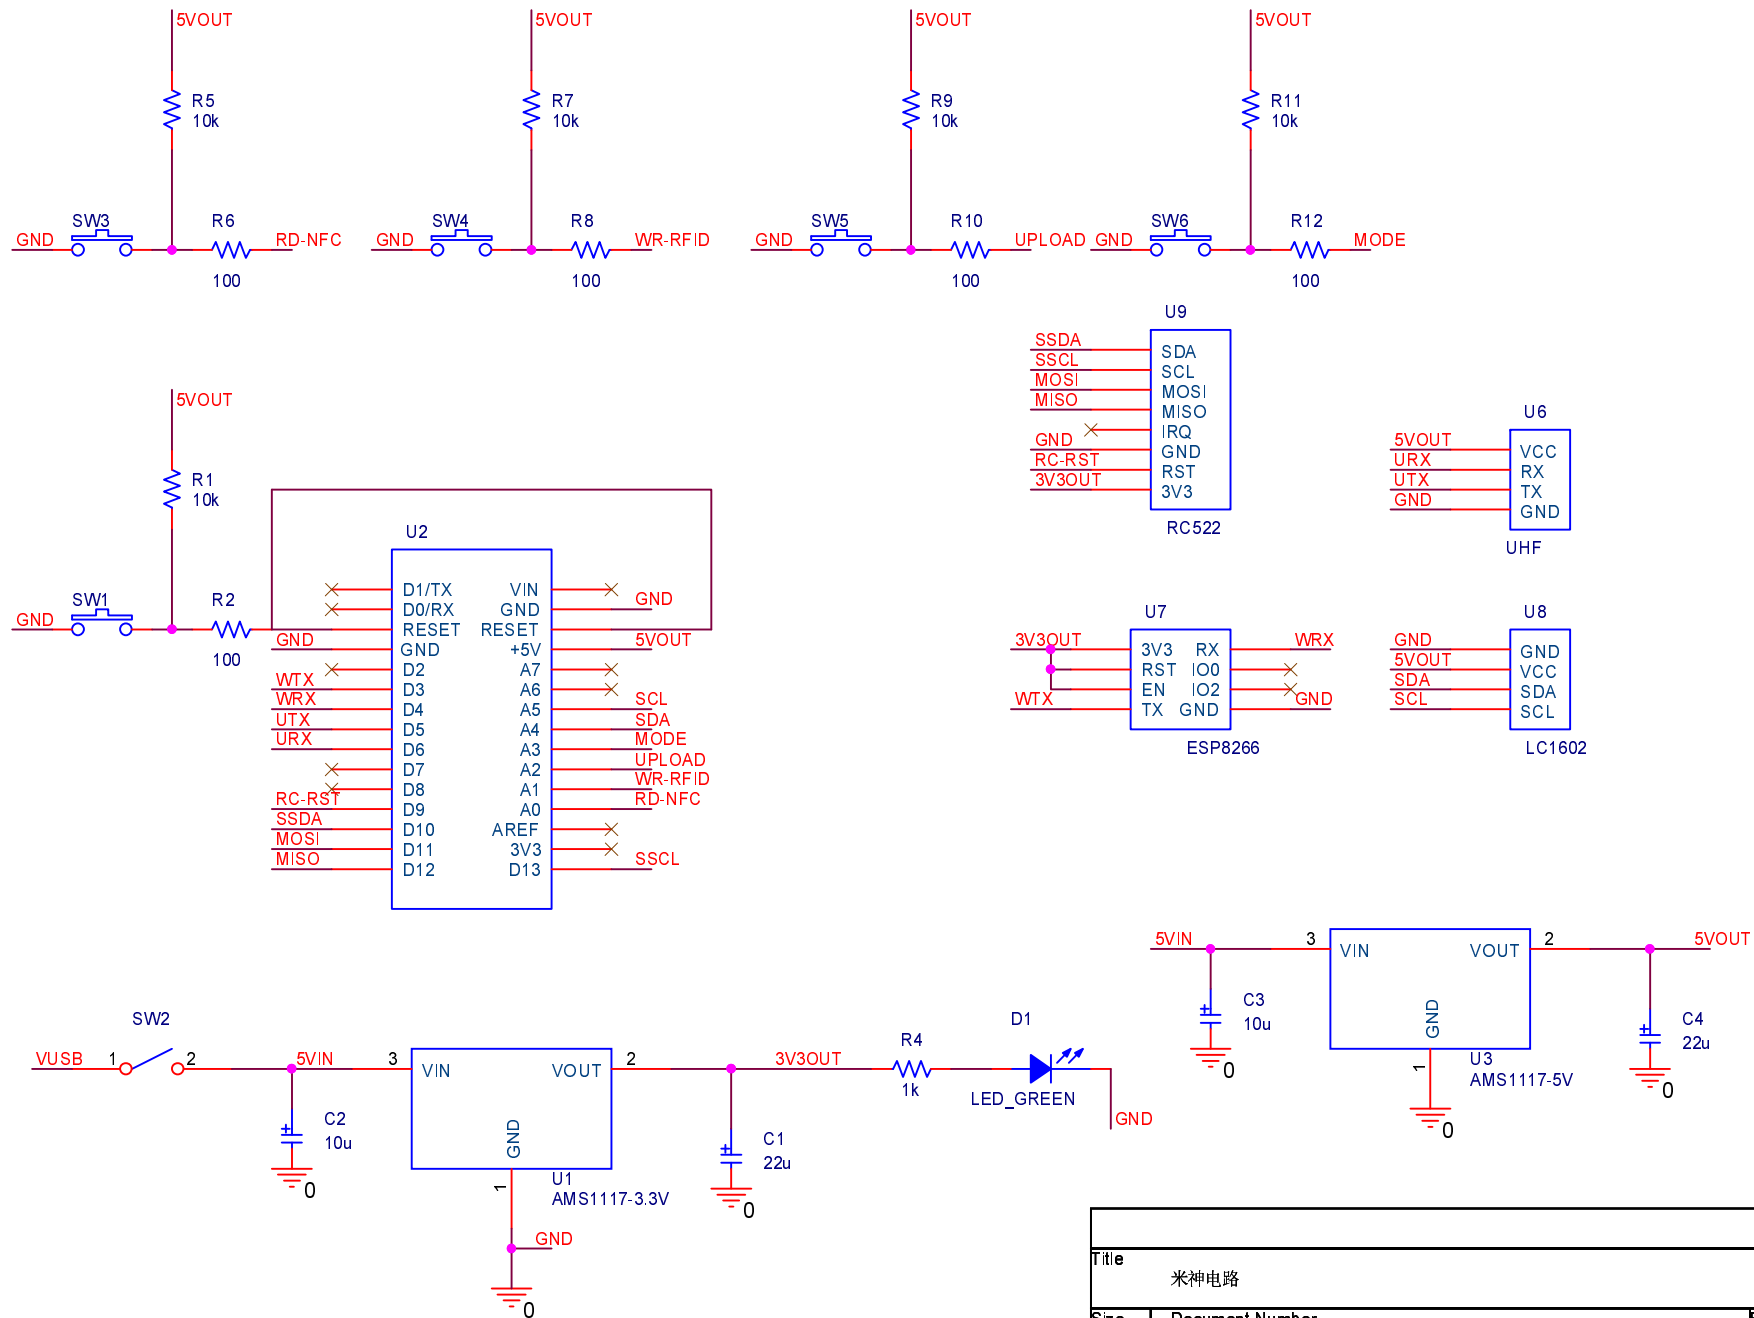 5VOUT
5VOUT
5VOUT
5VOUT
R5
10k
R7
10k
R9
10k
R11
10k
GND
SW3
R6
100
RD-NFC
GND
SW4
R8
100
WR-RFID
GND
SW5
R10
100
UPLOAD
GND
SW6
R12
100
MODE
U9
SSDA
SSCL
MOSI
MISO
GND
RC-RST
3V3OUT
SDA
SCL
MOSI
MISO
IRQ
GND
RST
3V3
RC522
U6
5VOUT
URX
UTX
GND
VCC
RX
TX
GND
UHF
5VOUT
R1
10k
GND
SW1
R2
100
U2
GND
WTX
WRX
UTX
URX
RC-RST
SSDA
MOSI
MISO
D1/TX
D0/RX
RESET
GND
D2
D3
D4
D5
D6
D7
D8
D9
D10
D11
D12
VIN
GND
RESET
+5V
A7
A6
A5
A4
A3
A2
A1
A0
AREF
3V3
D13
GND
5VOUT
SCL
SDA
MODE
UPLOAD
WR-RFID
RD-NFC
SSCL
U7
3V3OUT
WTX
3V3
RST
EN
TX
RX
IO0
IO2
GND
WRX
GND
ESP8266
U8
GND
5VOUT
SDA
SCL
GND
VCC
SDA
SCL
LC1602
5VIN
3
VIN
VOUT
GND
2
5VOUT
C3
10u
0
1
0
U3
AMS1117-5V
C4
22u
0
SW2
VUSB
1
2
5VIN
3
VIN
VOUT
GND
2
3V3OUT
R4
1k
D1
LED_GREEN
GND
C2
10u
0
1
U1
AMS1117-3.3V
GND
0
C1
22u
0
Title
米神电路
Size
Document Number